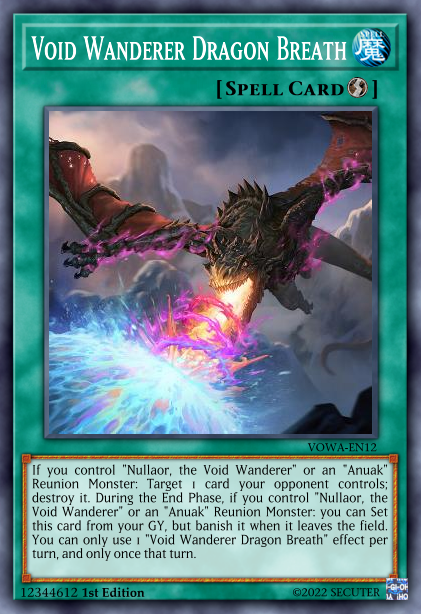 VOID WANDERER DRAGON BREATH 魔
[SPELL CARD]
VOWA-EN12
If you control "Nullaor, the Void Wanderer" or an "Anuak"
Reunion Monster: Target 1 card your opponent controls;
destroy it. During the End Phase, if you control "Nullaor, the
Void Wanderer" or an "Anuak" Reunion Monster: you can Set
this card from your GY, but banish it when it leaves the field.
You can only use 1 "Void Wanderer Dragon Breath" effect per
turn, and only once that turn.
12344612 1st Edition ©2022 SECUTER